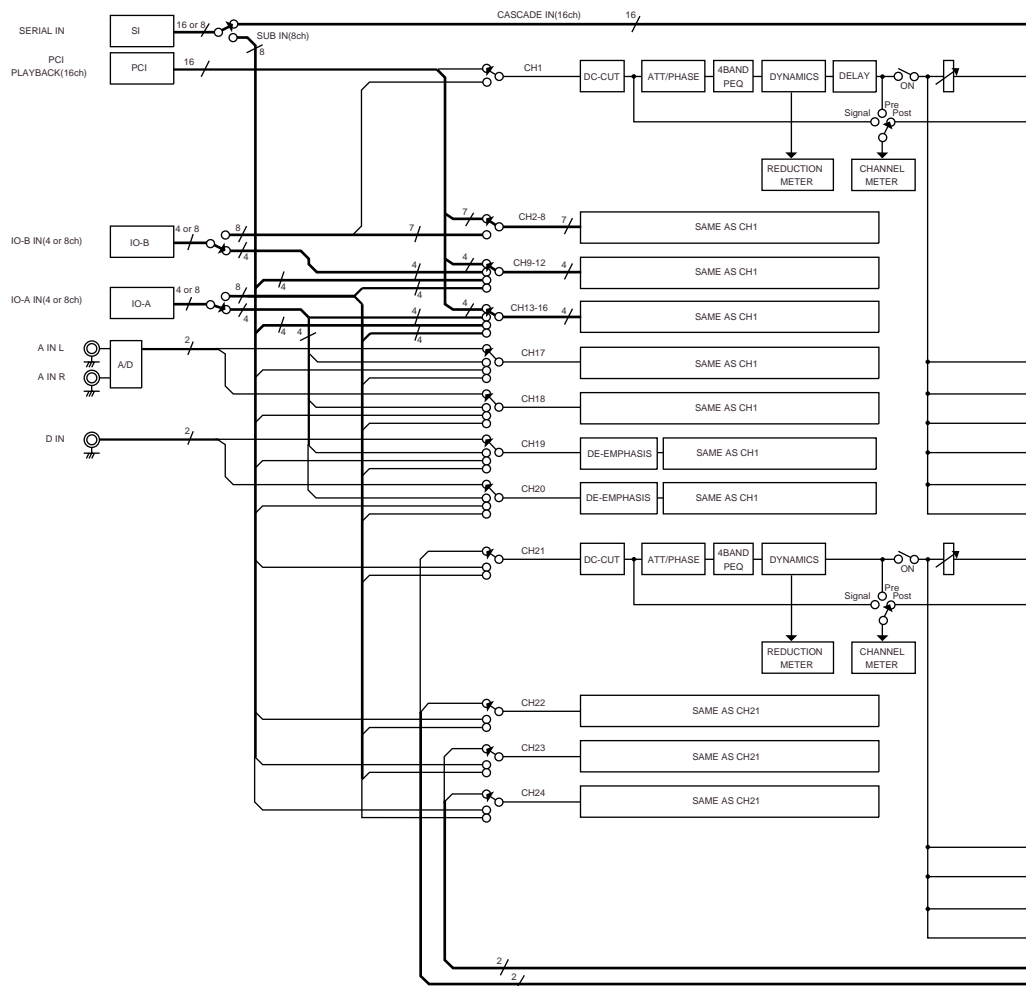 CASCADE IN(16ch)
16
SERIAL IN
SI
16 or 8
SUB IN(8ch)
8
PCI
PLAYBACK(16ch)
PCI
16
CH1
DC-CUT
ATT/PHASE
4BAND
PEQ
DYNAMICS
DELAY
ON
Signal
Pre
Post
REDUCTION
METER
CHANNEL
METER
7
CH2-8
7
SAME AS CH1
IO-B IN(4 or 8ch)
IO-B
4 or 8
8
4
7
4
CH9-12
4
SAME AS CH1
4
4
4
IO-A IN(4 or 8ch)
IO-A
4 or 8
8
4
4
CH13-16
4
SAME AS CH1
4
4
4
4
A IN L
A IN R
A/D
2
CH17
SAME AS CH1
CH18
SAME AS CH1
D IN
2
CH19
DE-EMPHASIS
SAME AS CH1
CH20
DE-EMPHASIS
SAME AS CH1
CH21
DC-CUT
ATT/PHASE
4BAND
PEQ
DYNAMICS
ON
Signal
Pre
Post
REDUCTION
METER
CHANNEL
METER
CH22
SAME AS CH21
CH23
SAME AS CH21
CH24
SAME AS CH21
2
2